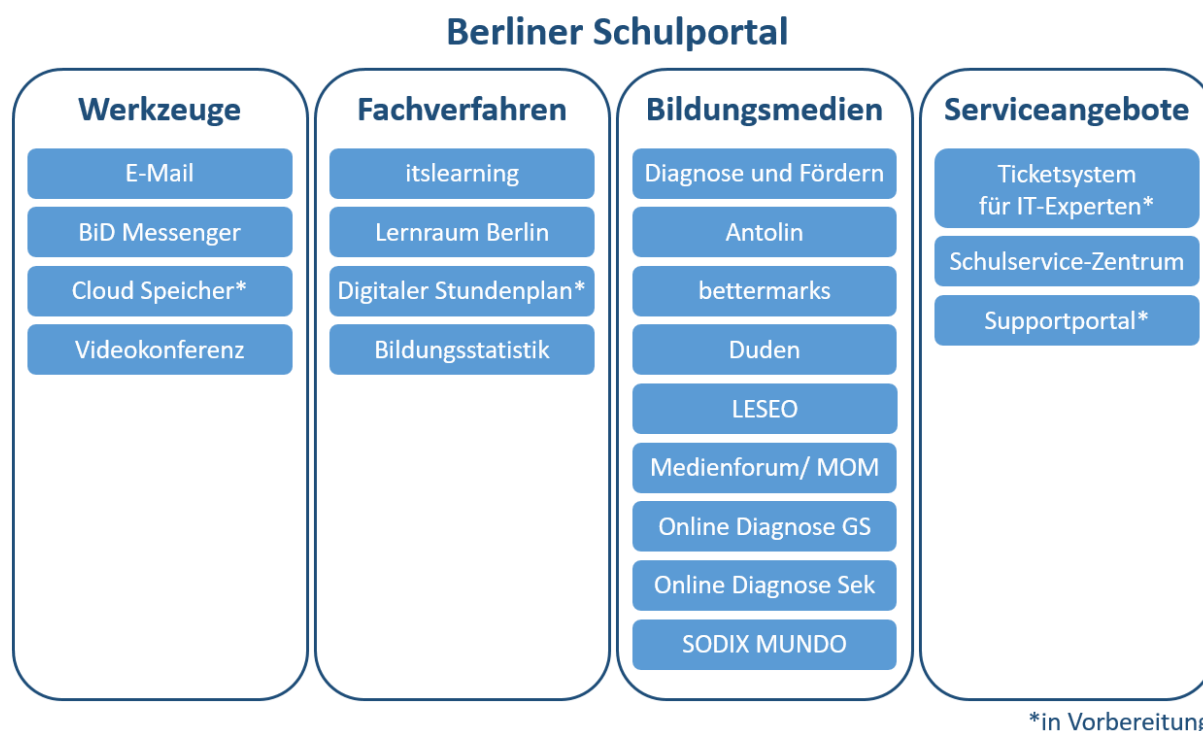 Berliner Schulportal
Werkzeuge
E-Mail
BiD Messenger
Cloud Speicher*
Videokonferenz
Fachverfahren
itslearning
Lernraum Berlin
Digitaler Stundenplan*
Bildungsstatistik
Bildungsmedien
Diagnose und Fördern
Antolin
bettermarks
Duden
LESEO
Medienforum/ MOM
Online Diagnose GS
Online Diagnose Sek
SODIX MUNDO
Serviceangebote
Ticketsystem
für IT-Experten*
Schulservice-Zentrum
Supportportal*
*in Vorbereitung